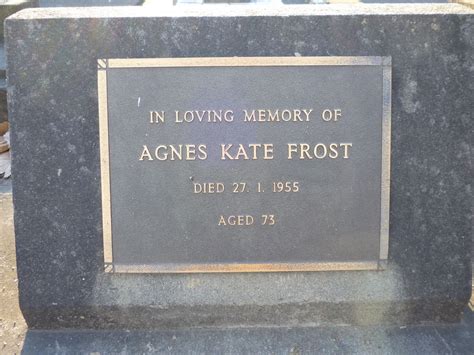 IN LOVING MEMORY OF
AGNES KATE FROST
DIED 27. 1. 1955
AGED 73